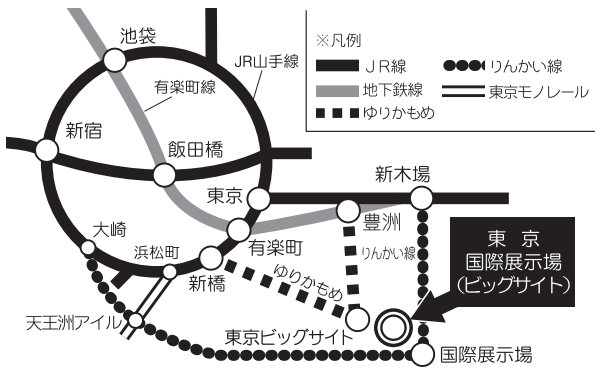 ※凡例
JR線
りんかい線
地下鉄線
東京モノレール
ゆりかもめ
池袋
JR山手線
有楽町線
新宿
飯田橋
東京
新木場
豊洲
大崎
浜松町
有楽町
新橋
りんかい線
ゆりかもめ
東京
国際展示場
(ビッグサイト)
天王洲アイル
東京ビッグサイト
国際展示場